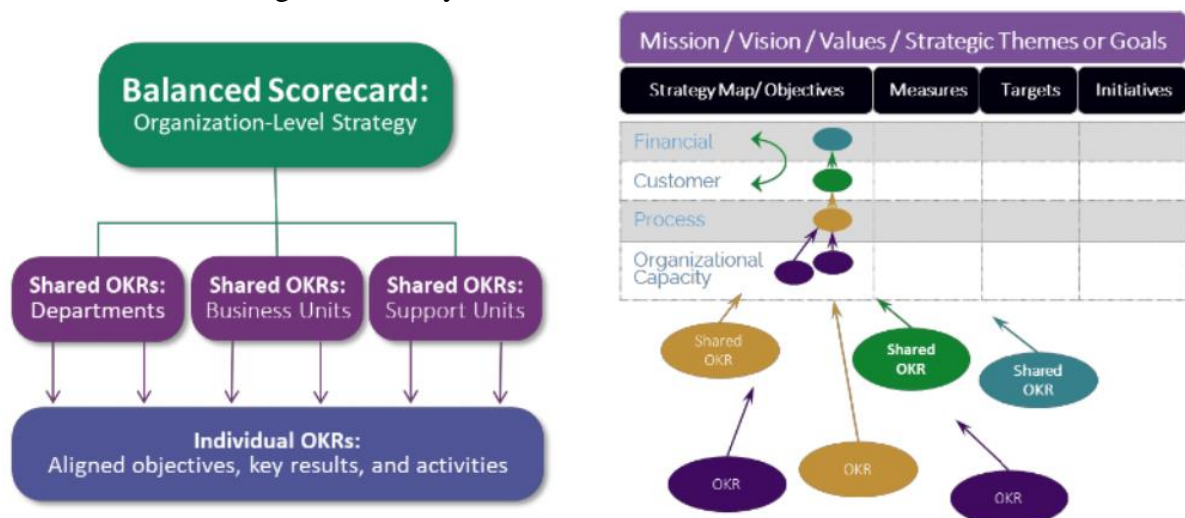 Balanced Scorecard:
Organization-Level Strategy
Shared OKRs:
Departments
Shared OKRs:
Business Units
Shared OKRs:
Support Units
Individual OKRs:
Aligned objectives, key results, and activities
Mission / Vision / Values / Strategic Themes or Goals
Strategy Map/ Objectives
Measures
Targets
Initiatives
Financial
Customer
Process
Organizational
Capacity
Shared
OKR
Shared
OKR
Shared
OKR
OKR
OKR
OKR